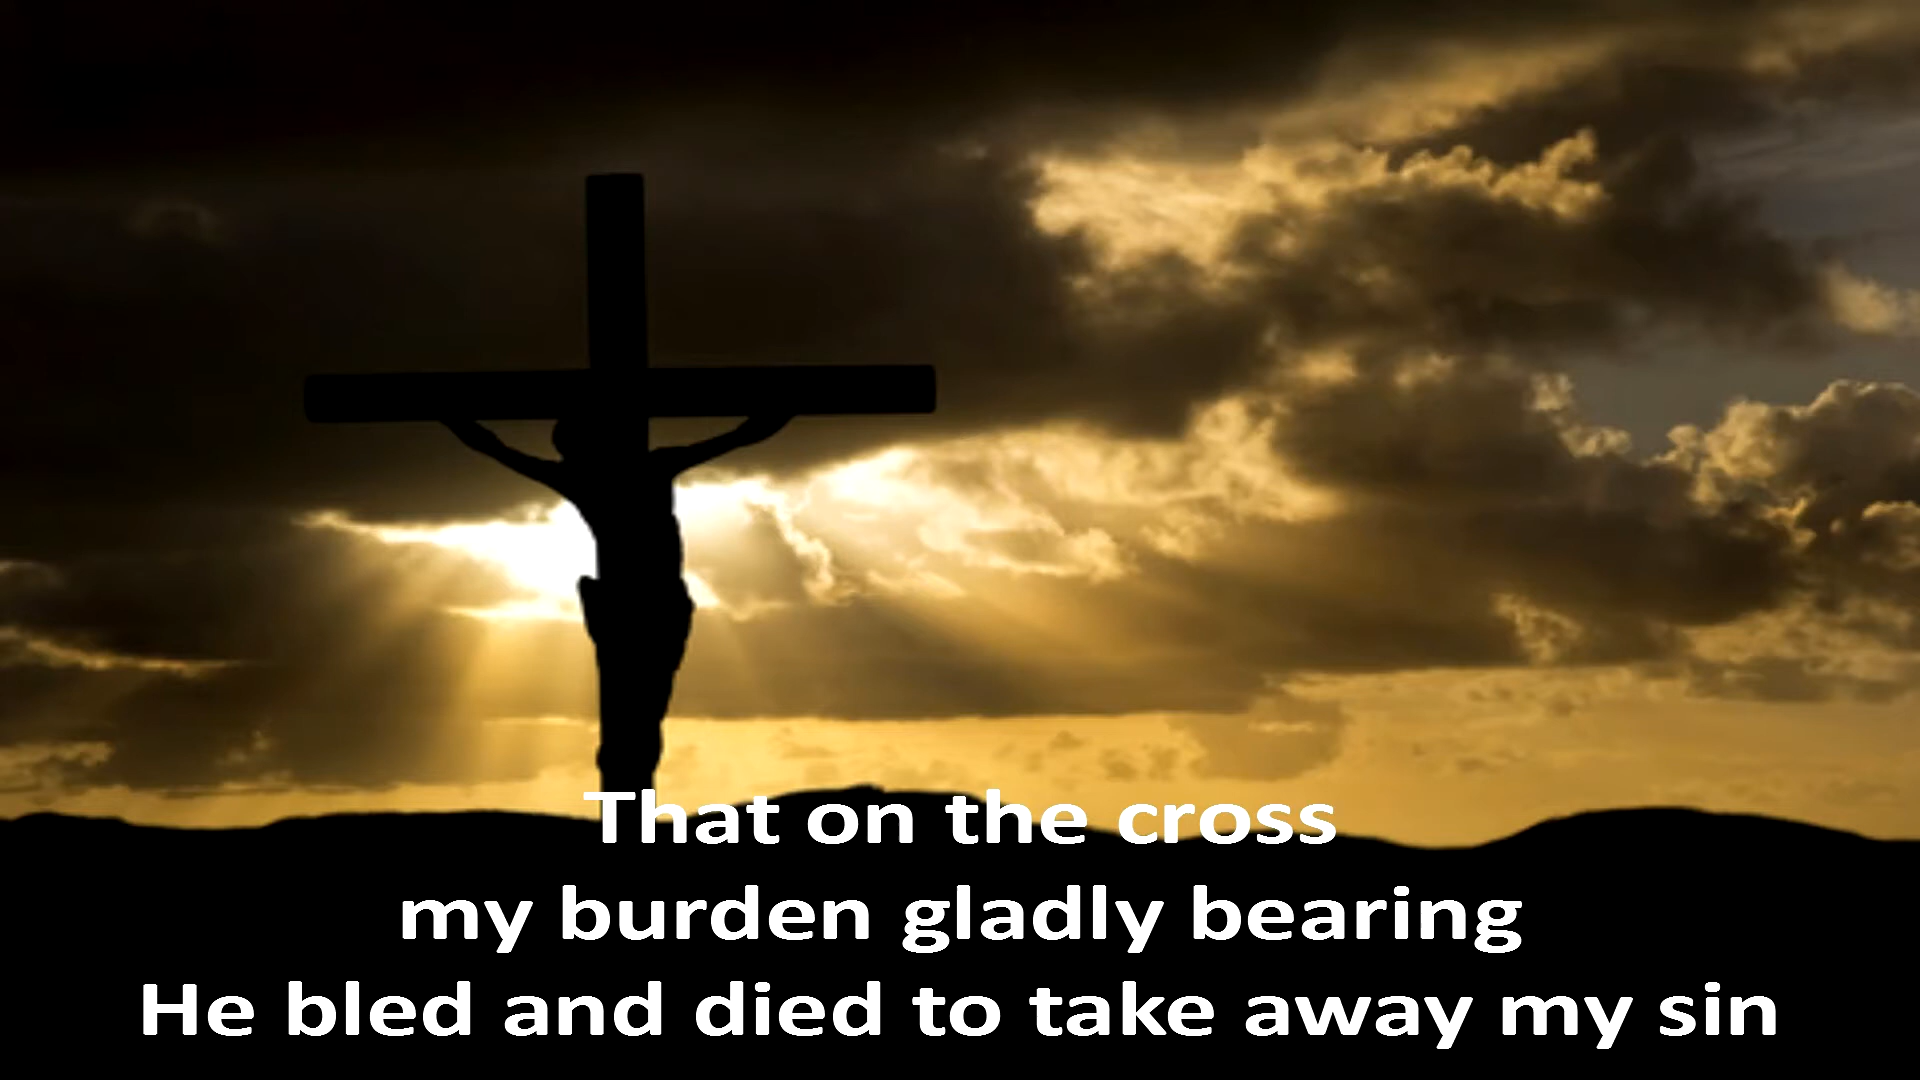 That on the cross
my burden gladly bearing
He bled and died to take away my sin